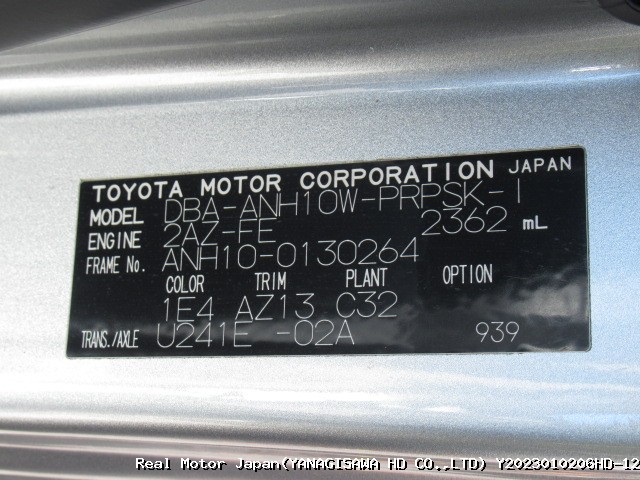 TOYOTA MOTOR CORPORATION JAPAN
MODEL DBA-ANH10W-PRPSK-I
ENGINE 2AZ-FE 2362 mL
FRAME No. ANH10-0130264
COLOR TRIM PLANT OPTION
1E4 AZ13 C32
TRANS./AXLE U241E -02A 939
Real Motor Japan(YANAGISAWA HD CO.,LTD) Y2023010206HD-12